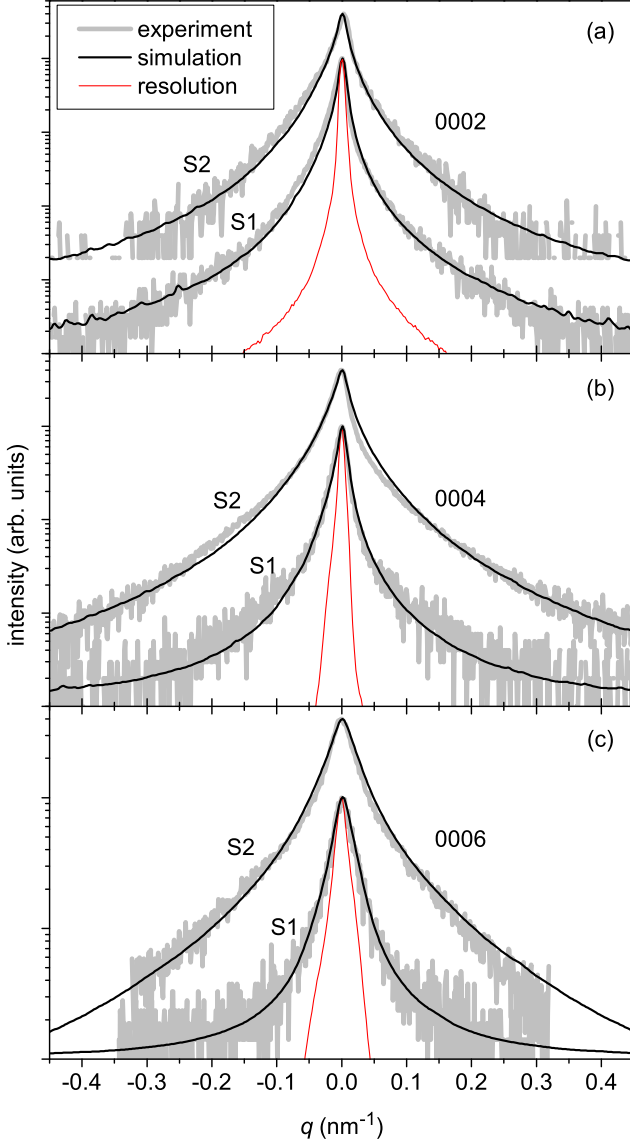 experiment
simulation
resolution
(a)
0002
S2
S1
(b)
0004
S2
S1
intensity (arb. units)
(c)
0006
S2
S1
-0.4 -0.3 -0.2 -0.1 0.0 0.1 0.2 0.3 0.4
q (nm⁻¹)